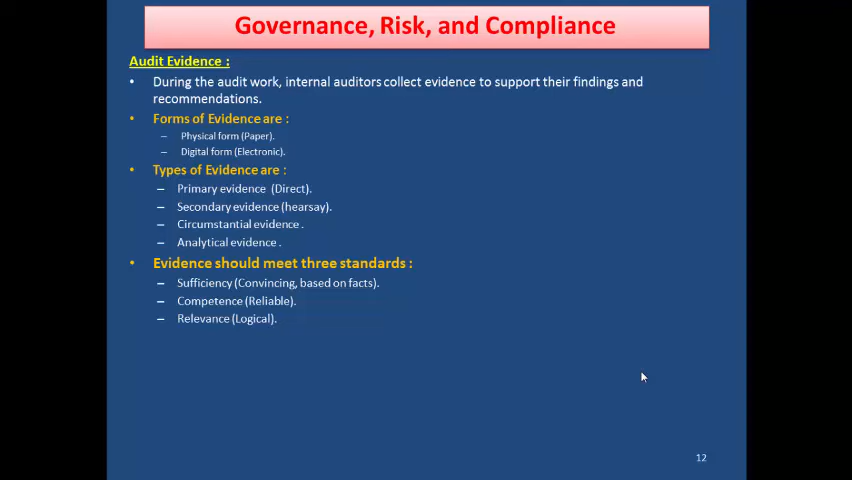 Governance, Risk, and Compliance
Audit Evidence :
• During the audit work, internal auditors collect evidence to support their findings and
recommendations.
• Forms of Evidence are :
– Physical form (Paper).
– Digital form (Electronic).
• Types of Evidence are :
– Primary evidence (Direct).
– Secondary evidence (hearsay).
– Circumstantial evidence .
– Analytical evidence .
• Evidence should meet three standards :
– Sufficiency (Convincing, based on facts).
– Competence (Reliable).
– Relevance (Logical).
12